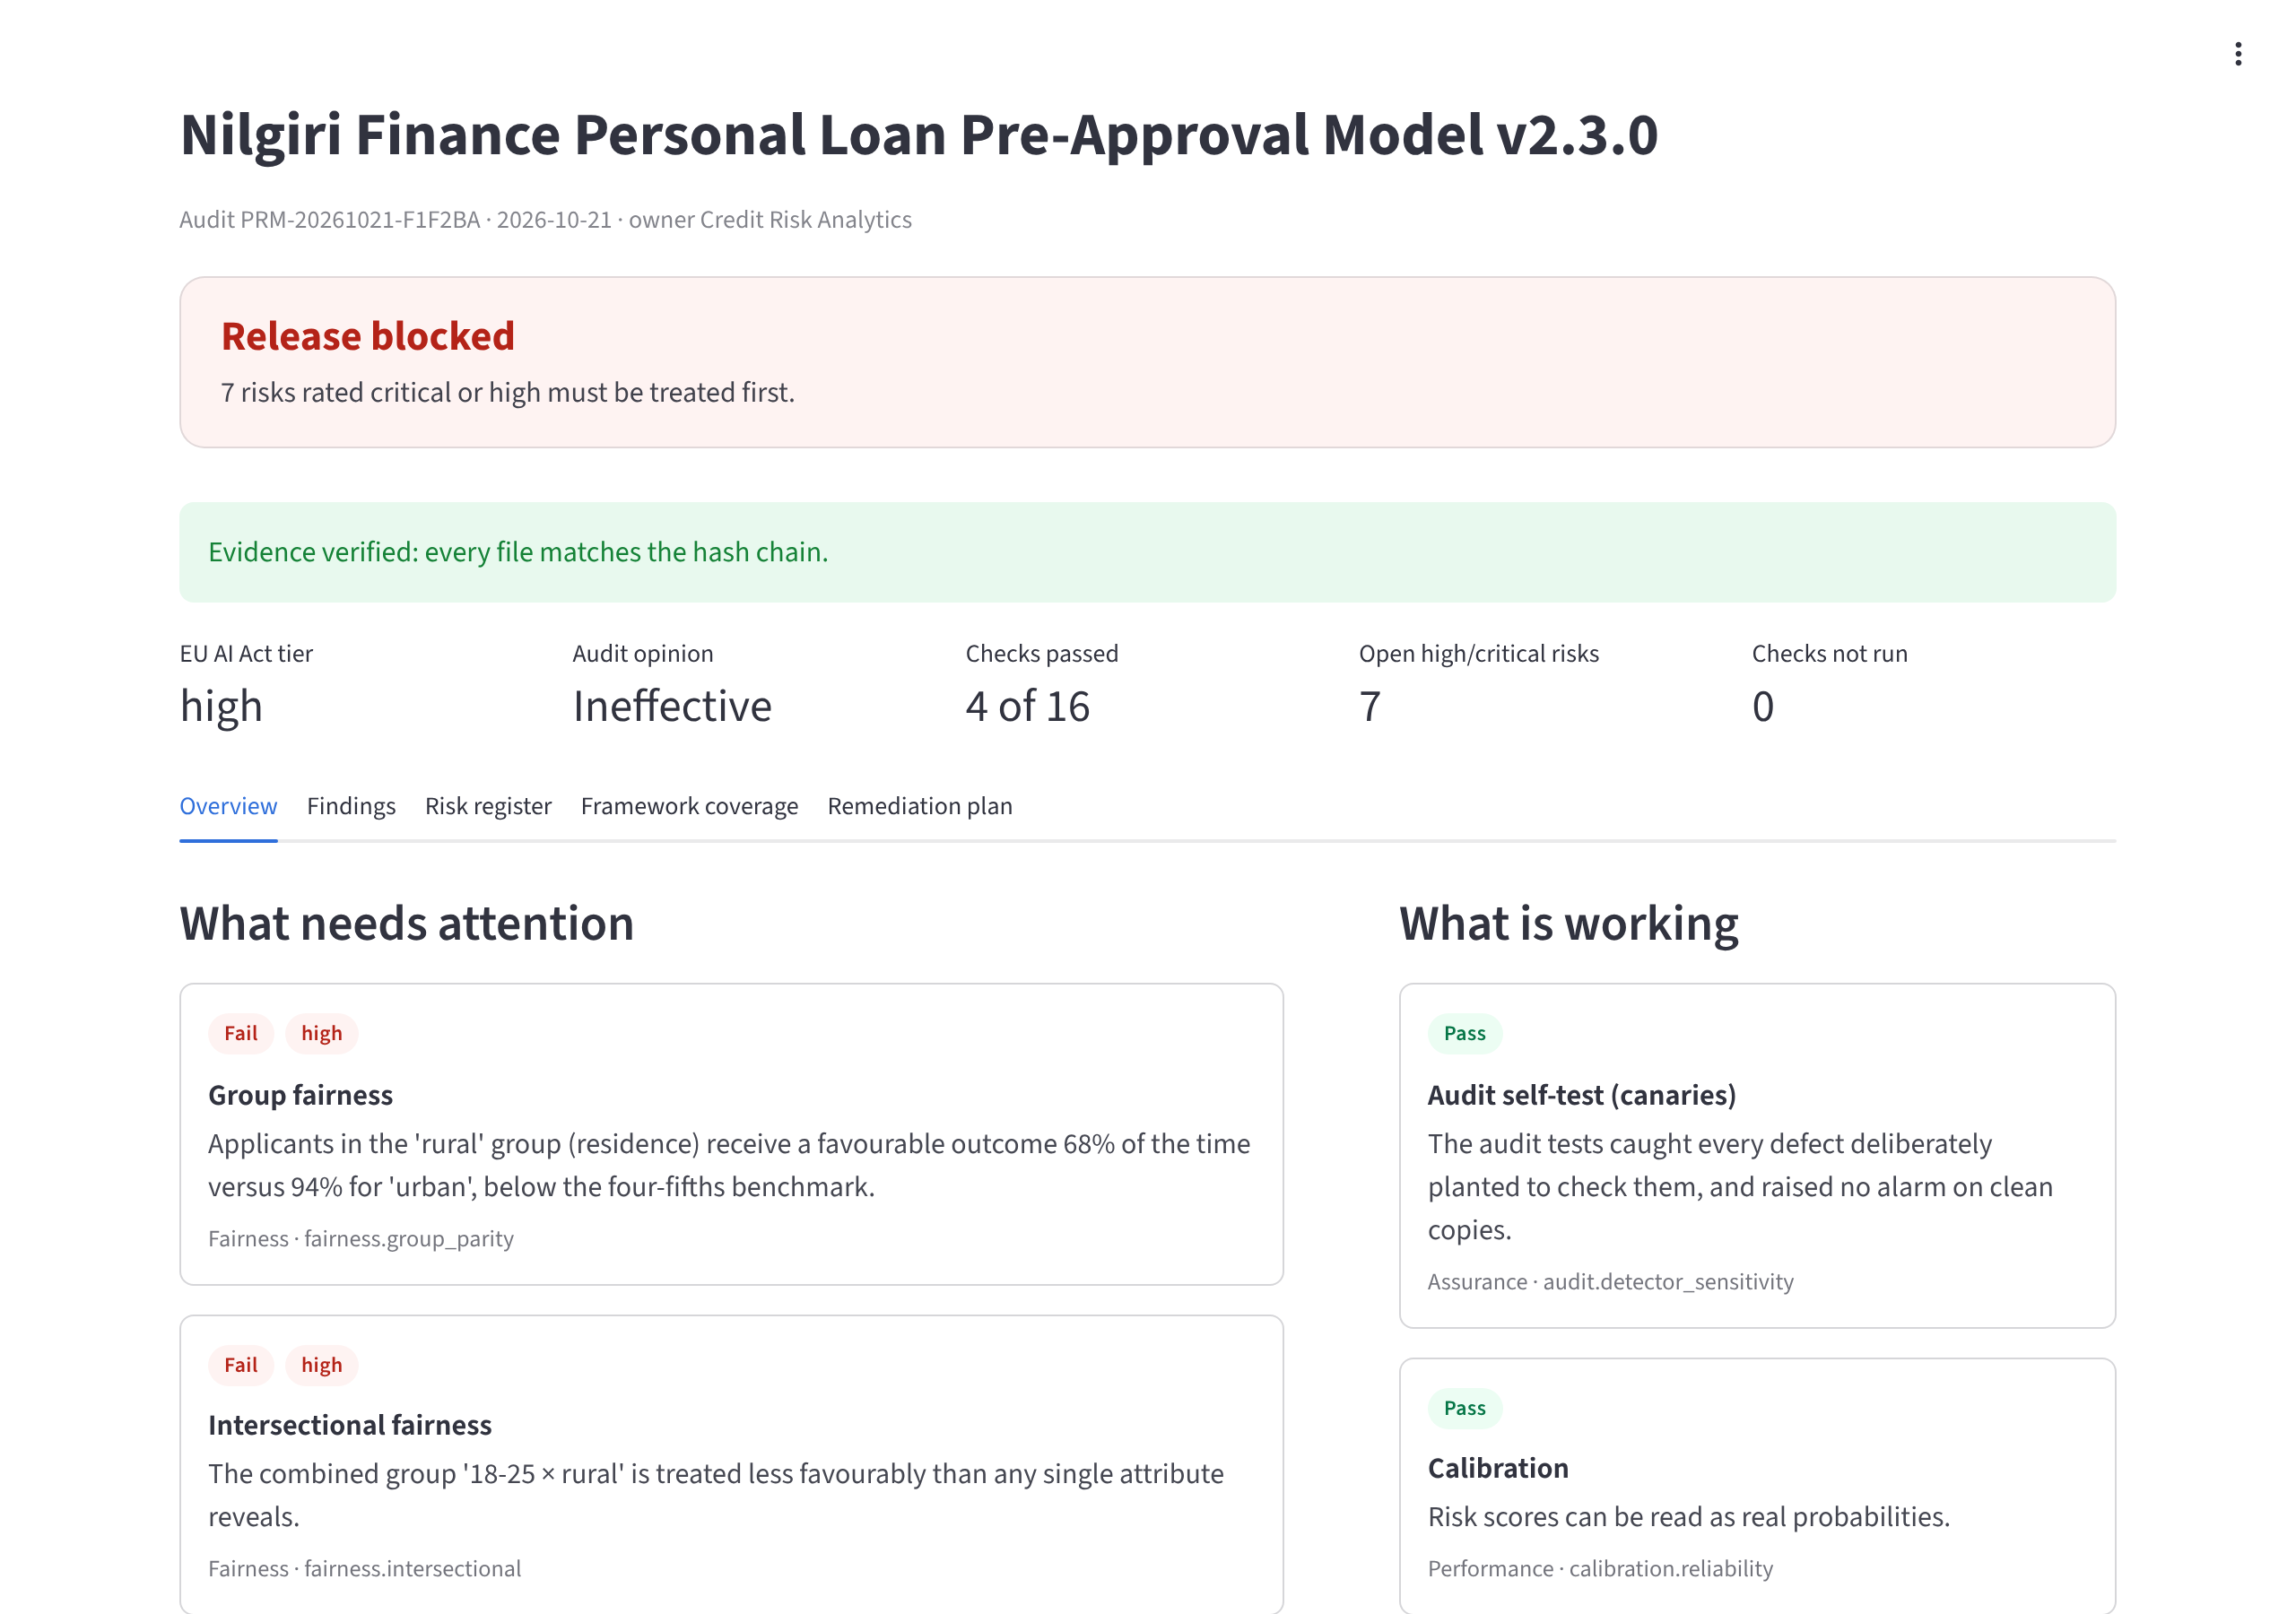 Nilgiri Finance Personal Loan Pre-Approval Model v2.3.0
Audit PRM-20261021-F1F2BA · 2026-10-21 · owner Credit Risk Analytics
Release blocked
7 risks rated critical or high must be treated first.
Evidence verified: every file matches the hash chain.
EU AI Act tier
high
Audit opinion
Ineffective
Checks passed
4 of 16
Open high/critical risks
7
Checks not run
0
Overview Findings Risk register Framework coverage Remediation plan
What needs attention
Fail high
Group fairness
Applicants in the 'rural' group (residence) receive a favourable outcome 68% of the time
versus 94% for 'urban', below the four-fifths benchmark.
Fairness · fairness.group_parity
Fail high
Intersectional fairness
The combined group '18-25 × rural' is treated less favourably than any single attribute
reveals.
Fairness · fairness.intersectional
What is working
Pass
Audit self-test (canaries)
The audit tests caught every defect deliberately
planted to check them, and raised no alarm on clean
copies.
Assurance · audit.detector_sensitivity
Pass
Calibration
Risk scores can be read as real probabilities.
Performance · calibration.reliability